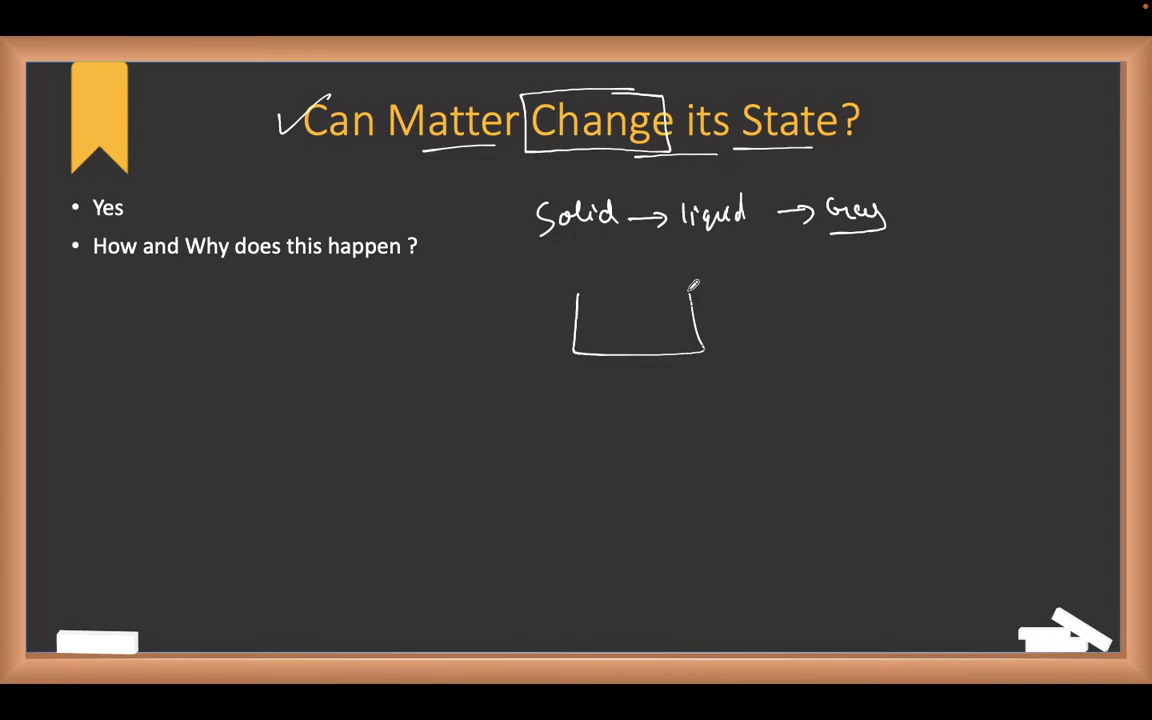 Can Matter Change its State?
• Yes
• How and Why does this happen ?
Solid → liquid → Gas